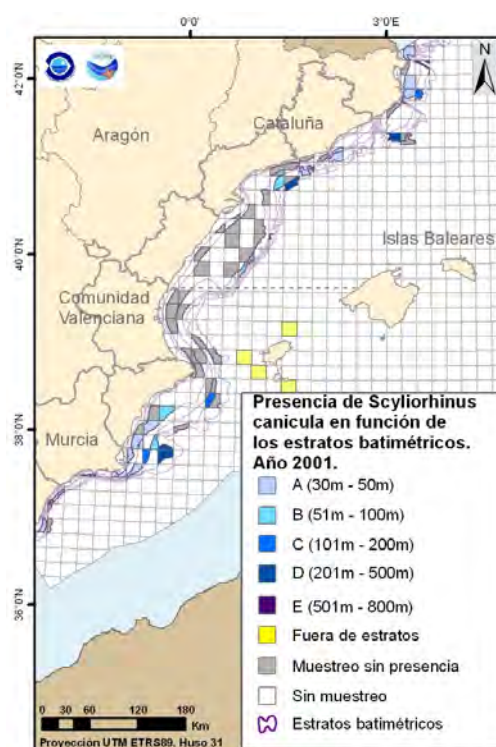 0°0'
3°0'E
N
42°0'N
Aragón
Cataluña
40°0'N
Islas Baleares
Comunidad
Valenciana
38°0'N
Murcia
36°0'N
Presencia de Scyliorhinus
canicula en función de
los estratos batimétricos.
Año 2001.
A (30m - 50m)
B (51m - 100m)
C (101m - 200m)
D (201m - 500m)
E (501m - 800m)
Fuera de estratos
Muestreo sin presencia
Sin muestreo
Estratos batimétricos
0 30 60 120 180
Km
Proyección UTM ETRS89. Huso 31